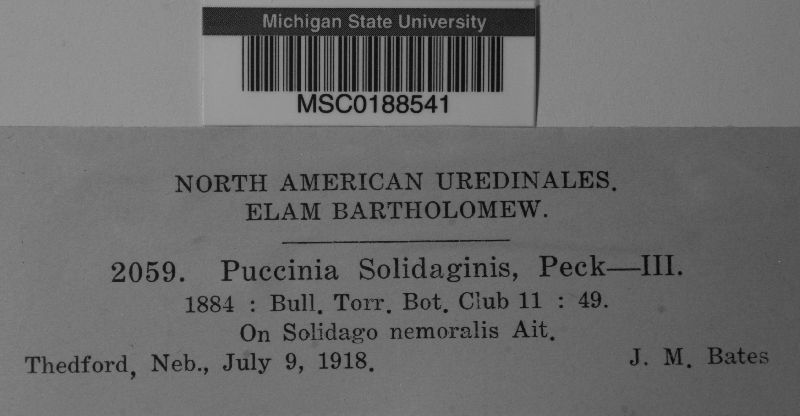 Michigan State University
MSC0188541
NORTH AMERICAN UREDINALES.
ELAM BARTHOLOMEW.
2059. Puccinia Solidaginis, Peck—III.
1884 : Bull. Torr. Bot. Club 11 : 49.
On Solidago nemoralis Ait.
Thedford, Neb., July 9, 1918. J. M. Bates